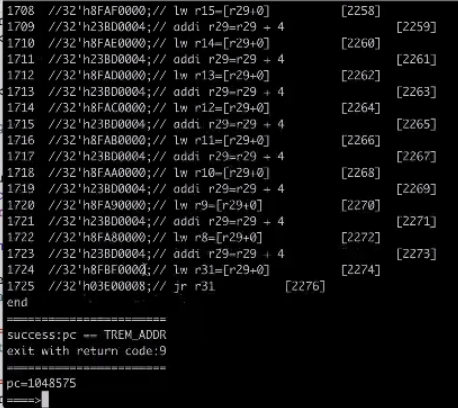 1708 //32'h8FAF0000;// lw r15=[r29+0] [2258]
1709 //32'h23BD0004;// addi r29=r29 + 4 [2259]
1710 //32'h8FAE0000;// lw r14=[r29+0] [2260]
1711 //32'h23BD0004;// addi r29=r29 + 4 [2261]
1712 //32'h8FAD0000;// lw r13=[r29+0] [2262]
1713 //32'h23BD0004;// addi r29=r29 + 4 [2263]
1714 //32'h8FAC0000;// lw r12=[r29+0] [2264]
1715 //32'h23BD0004;// addi r29=r29 + 4 [2265]
1716 //32'h8FAB0000;// lw r11=[r29+0] [2266]
1717 //32'h23BD0004;// addi r29=r29 + 4 [2267]
1718 //32'h8FAA0000;// lw r10=[r29+0] [2268]
1719 //32'h23BD0004;// addi r29=r29 + 4 [2269]
1720 //32'h8FA90000;// lw r9=[r29+0] [2270]
1721 //32'h23BD0004;// addi r29=r29 + 4 [2271]
1722 //32'h8FA80000;// lw r8=[r29+0] [2272]
1723 //32'h23BD0004;// addi r29=r29 + 4 [2273]
1724 //32'h8FBF0000;// lw r31=[r29+0] [2274]
1725 //32'h03E00008;// jr r31 [2276]
end
=========================
success:pc == TREM_ADDR
exit with return code:9
=========================
pc=1048575
====>